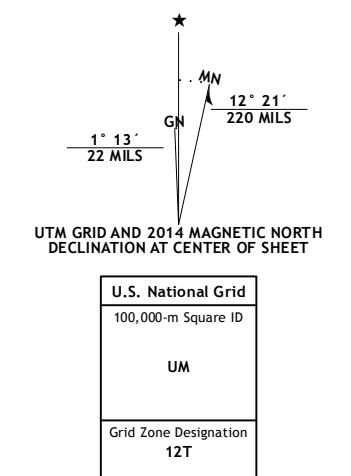 MN
GN
12° 21´
220 MILS
1° 13´
22 MILS
UTM GRID AND 2014 MAGNETIC NORTH
DECLINATION AT CENTER OF SHEET
U.S. National Grid
100,000-m Square ID
UM
Grid Zone Designation
12T